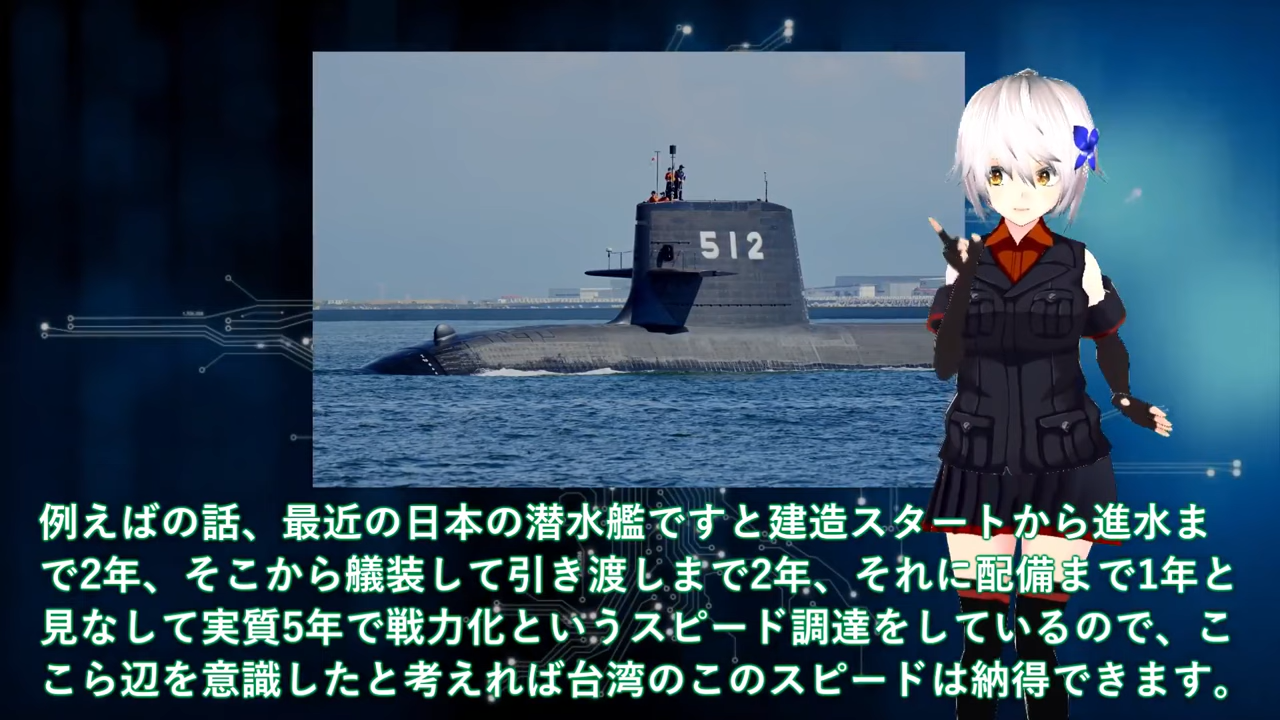 512
例えばの話、最近の日本の潜水艦ですと建造スタートから進水ま
で2年、そこから艤装して引き渡しまで2年、それに配備まで1年と
見なして実質5年で戦力化というスピード調達をしているので、こ
こら辺を意識したと考えれば台湾のこのスピードは納得できます。